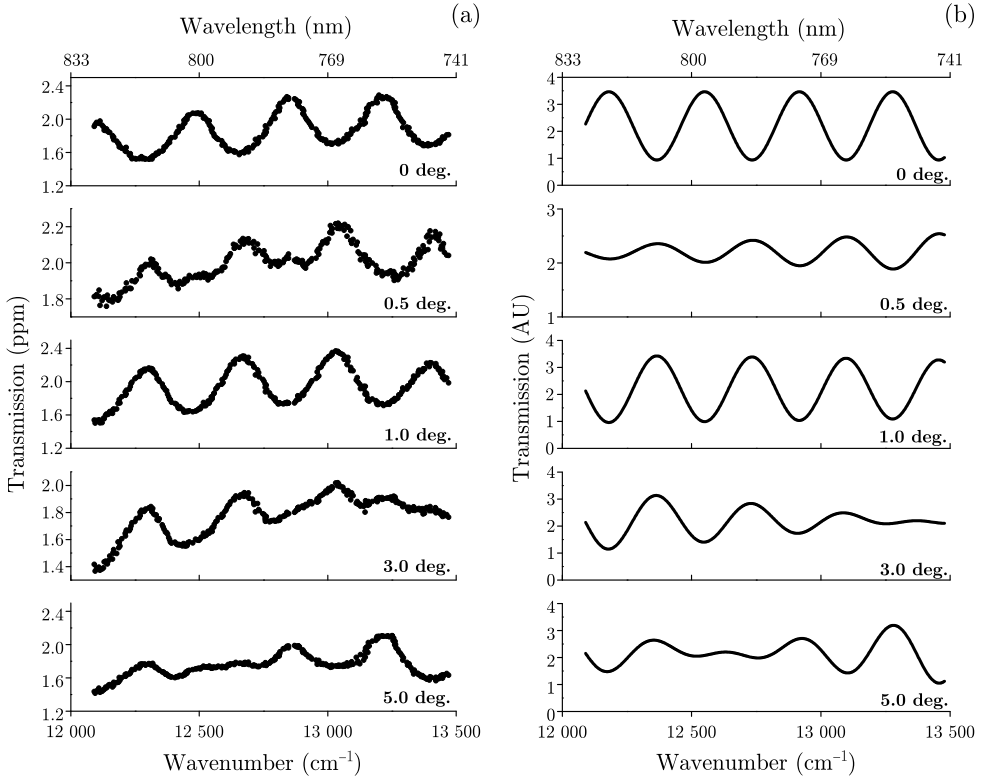 (a)
Wavelength (nm)
833 800 769 741
2.4
2.0
1.6
1.2
0 deg.
2.2
2.0
1.8
0.5 deg.
2.4
2.0
1.6
1.2
1.0 deg.
2.0
1.8
1.6
1.4
3.0 deg.
2.4
2.0
1.6
1.2
5.0 deg.
12 000 12 500 13 000 13 500
Wavenumber (cm⁻¹)
Transmission (ppm)
(b)
Wavelength (nm)
833 800 769 741
4
3
2
1
0
0 deg.
3
2
1
0.5 deg.
4
3
2
1
0
1.0 deg.
4
3
2
1
0
3.0 deg.
4
3
2
1
0
5.0 deg.
12 000 12 500 13 000 13 500
Wavenumber (cm⁻¹)
Transmission (AU)